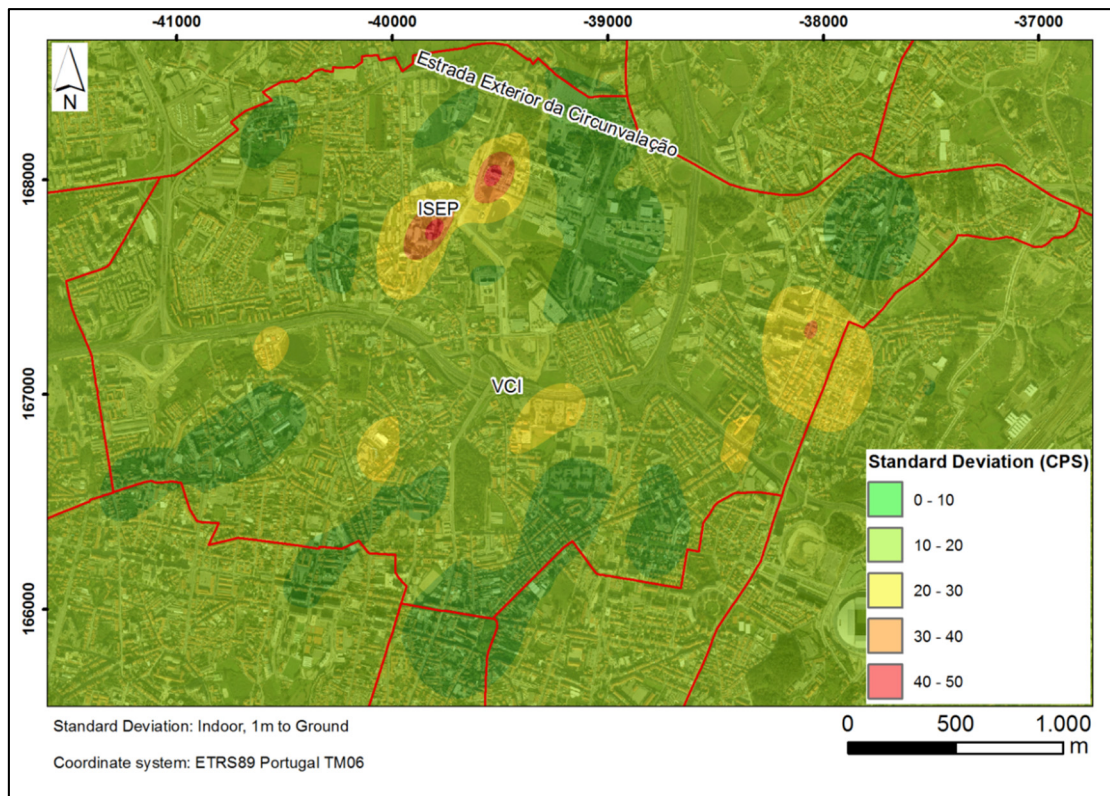 -41000 -40000 -39000 -38000 -37000
168000
167000
166000
N
Estrada Exterior da Circunvalação
ISEP
VCI
Standard Deviation (CPS)
0 - 10
10 - 20
20 - 30
30 - 40
40 - 50
Standard Deviation: Indoor, 1m to Ground
Coordinate system: ETRS89 Portugal TM06
0 500 1.000
m